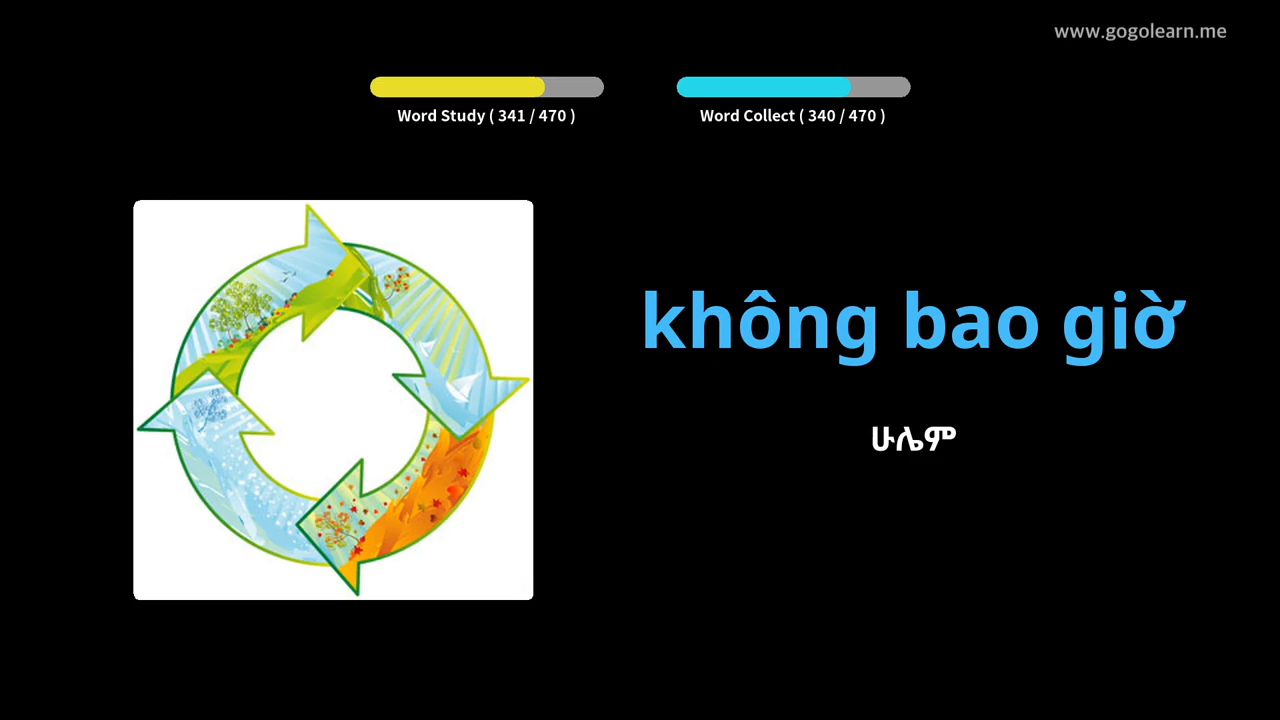 www.gogolearn.me
Word Study ( 341 / 470 )
Word Collect ( 340 / 470 )
không bao giờ
ሁሌም